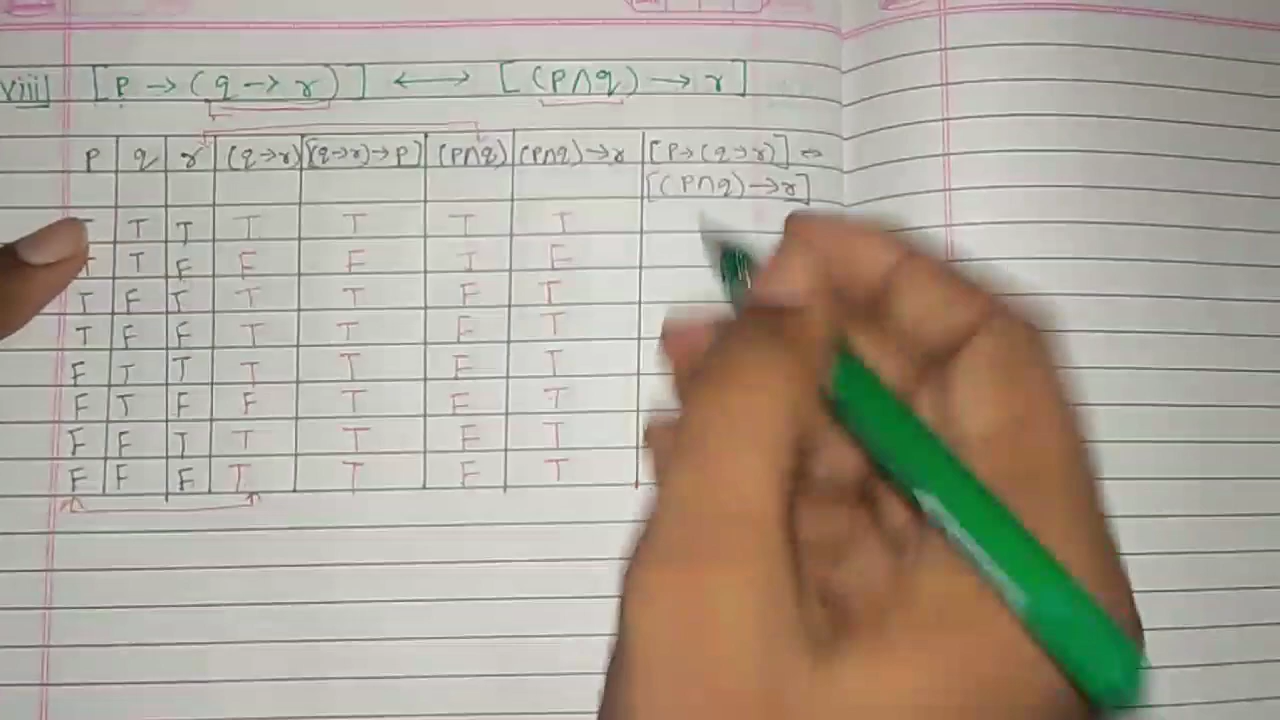 viii] [P → (q → r)] ↔ [(P∩q) → r]
P q r (q→r) [(q→r)→P] (P∩q) (P∩q)→r [P→(q→r)] ↔
[(P∩q)→r]
T T T T T T T
T T F F F T F
T F T T T F T
T F F T T F T
F T T T T F T
F T F F T F T
F F T T T F T
F F F T T F T